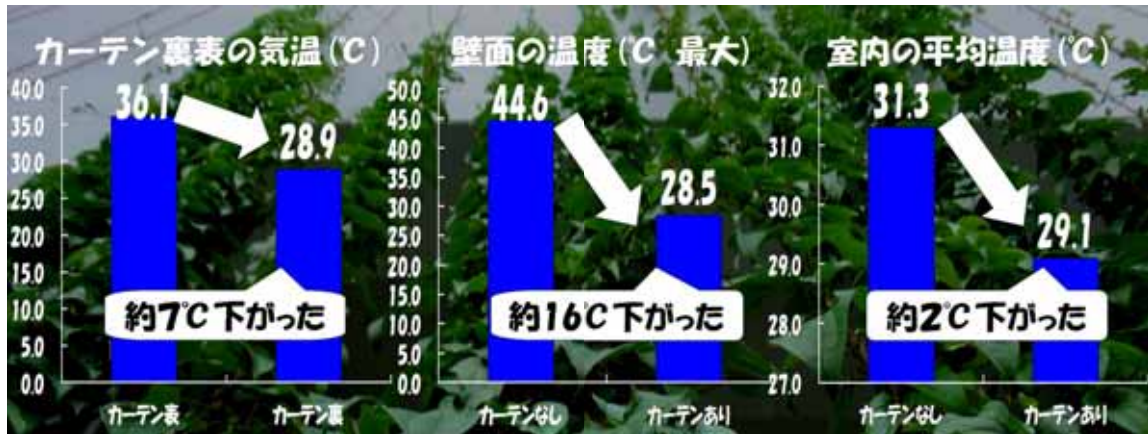 カーテン裏表の気温(℃)
40.0
35.0
30.0
25.0
20.0
15.0
10.0
5.0
0.0
36.1
28.9
約7℃下がった
カーテン表
カーテン裏
壁面の温度(℃ 最大)
50.0
45.0
40.0
35.0
30.0
25.0
20.0
15.0
10.0
5.0
0.0
44.6
28.5
約16℃下がった
カーテンなし
カーテンあり
室内の平均温度(℃)
32.0
31.0
30.0
29.0
28.0
27.0
31.3
29.1
約2℃下がった
カーテンなし
カーテンあり